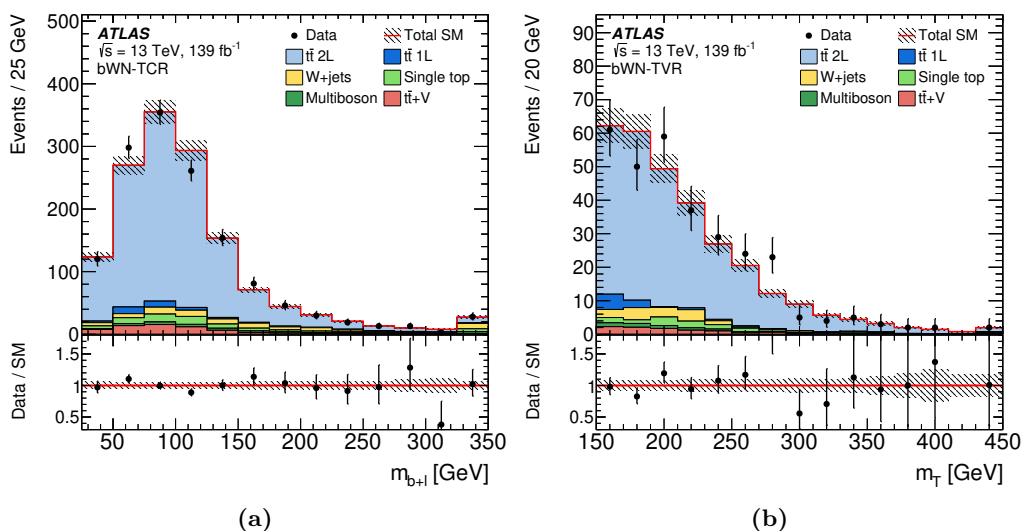 Events / 25 GeV
500
400
300
200
100
0
ATLAS
√s = 13 TeV, 139 fb⁻¹
bWN-TCR
Data
Total SM
tt̄ 2L
tt̄ 1L
W+jets
Single top
Multiboson
tt̄+V
Data / SM
1.5
1
0.5
50 100 150 200 250 300 350
m_{b+l} [GeV]
(a)
Events / 20 GeV
90
80
70
60
50
40
30
20
10
0
ATLAS
√s = 13 TeV, 139 fb⁻¹
bWN-TVR
Data
Total SM
tt̄ 2L
tt̄ 1L
W+jets
Single top
Multiboson
tt̄+V
Data / SM
1.5
1
0.5
150 200 250 300 350 400 450
m_T [GeV]
(b)